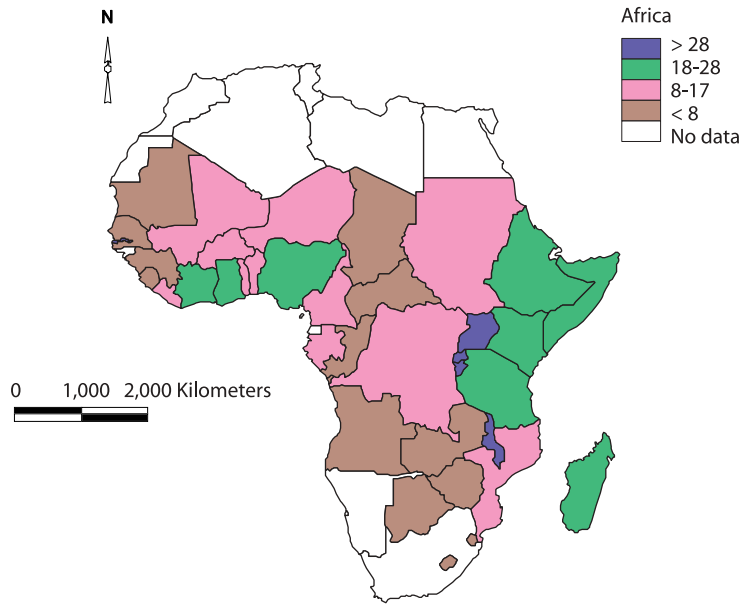 N
Africa
> 28
18-28
8-17
< 8
No data
0 1,000 2,000 Kilometers